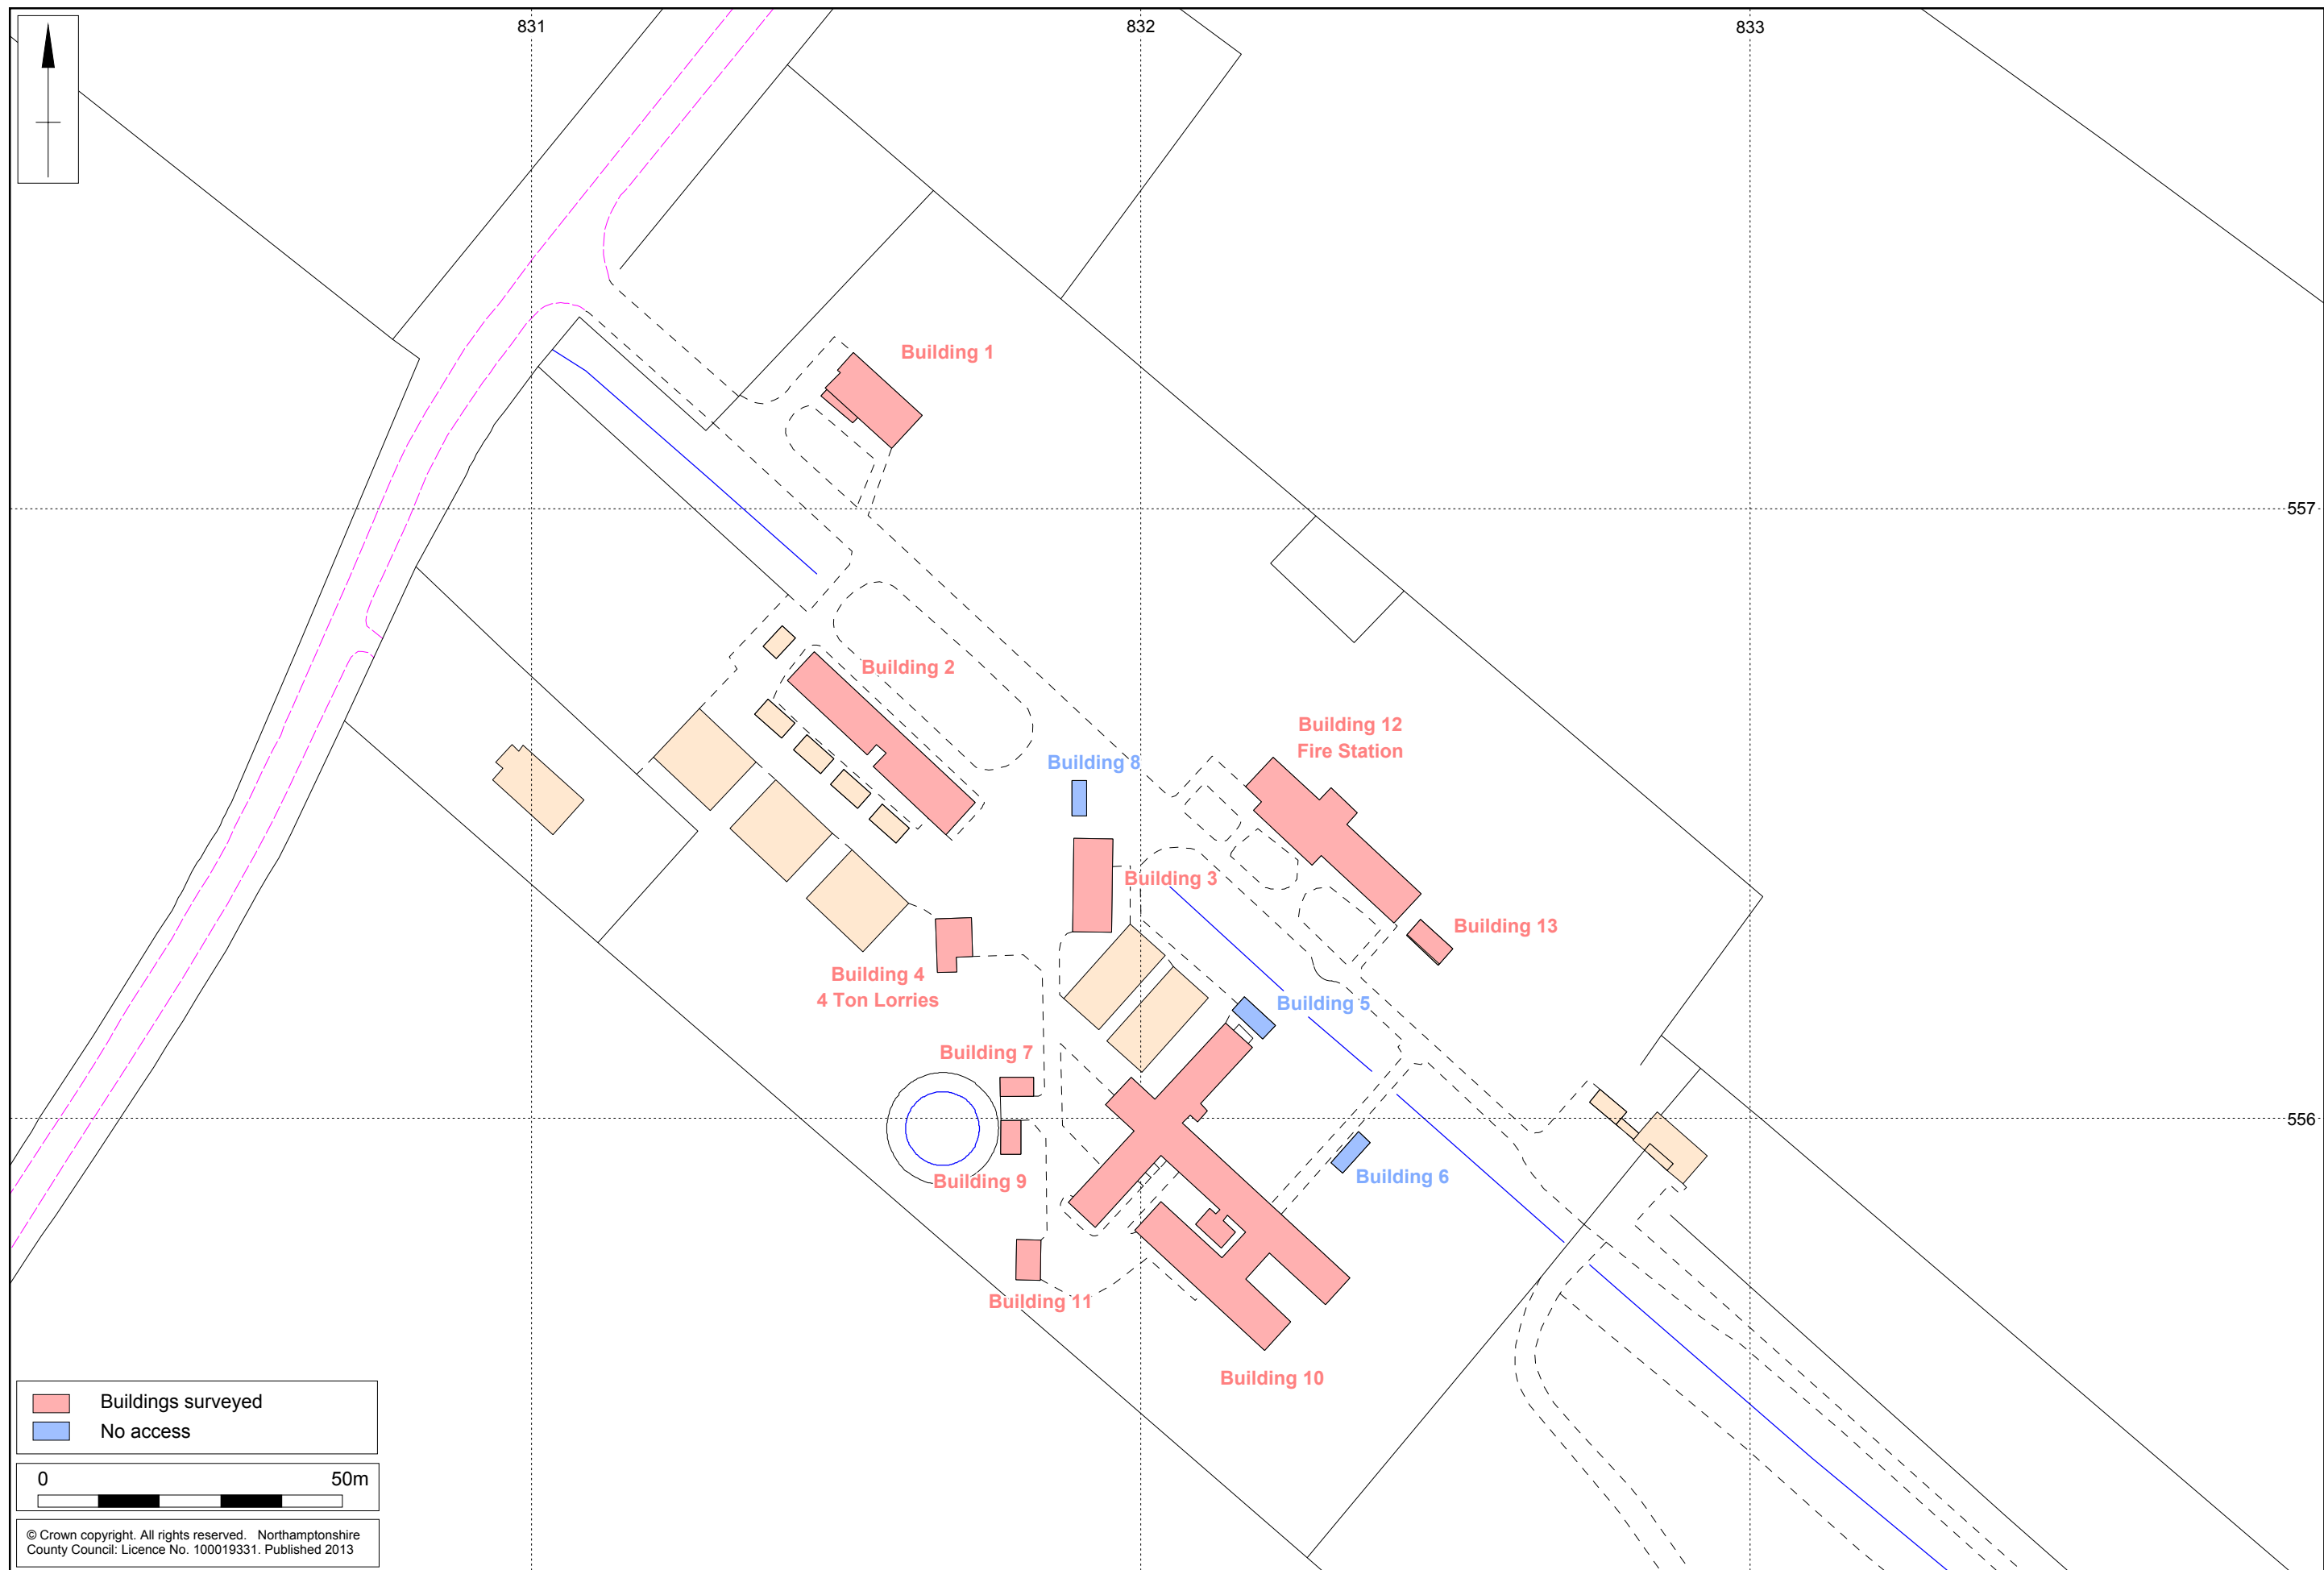 831
832
833
Building 1
557
Building 2
Building 12
Fire Station
Building 8
Building 3
Building 13
Building 4
4 Ton Lorries
Building 5
Building 7
556
Building 6
Building 9
Building 11
Building 10
Buildings surveyed
No access
0 50m
© Crown copyright. All rights reserved. Northamptonshire
County Council: Licence No. 100019331. Published 2013